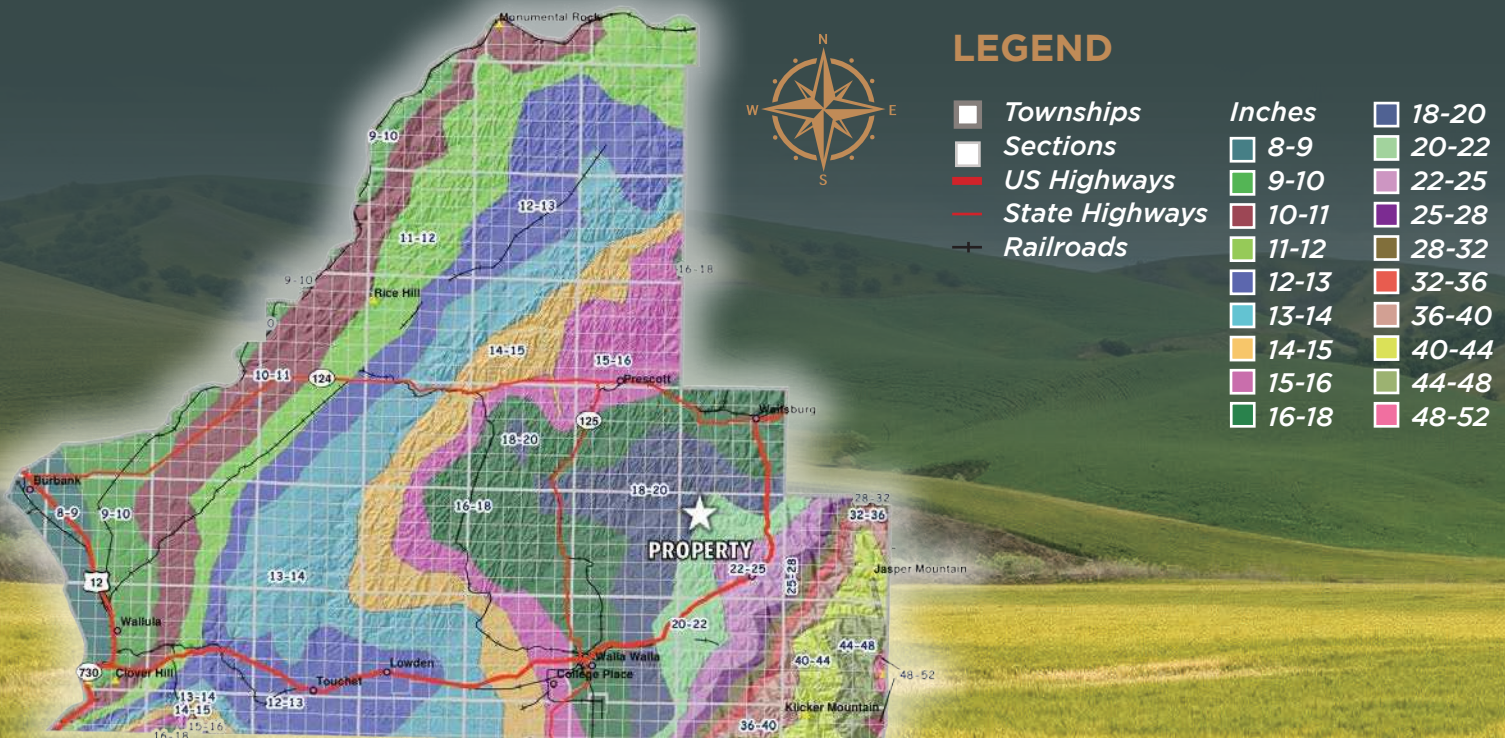 Monumental Rock
9-10
12-13
11-12
16-18
9-10
Rice Hill
0
14-15
15-16
10-11
124
Prescott
Waitsburg
125
18-20
Burbank
18-20
16-18
28-32
32-36
8-9
9-10
PROPERTY
22-25
Jasper Mountain
12
13-14
25-28
Wallula
20-22
44-48
40-44
Walla Walla
Lowden
730
Clover Hill
College Place
48-52
Touchet
13-14
12-13
14-15
Klicker Mountain
15-16
36-40
16-18
N
W
E
S
LEGEND
Townships
Sections
US Highways
State Highways
Railroads
Inches
8-9
9-10
10-11
11-12
12-13
13-14
14-15
15-16
16-18
18-20
20-22
22-25
25-28
28-32
32-36
36-40
40-44
44-48
48-52